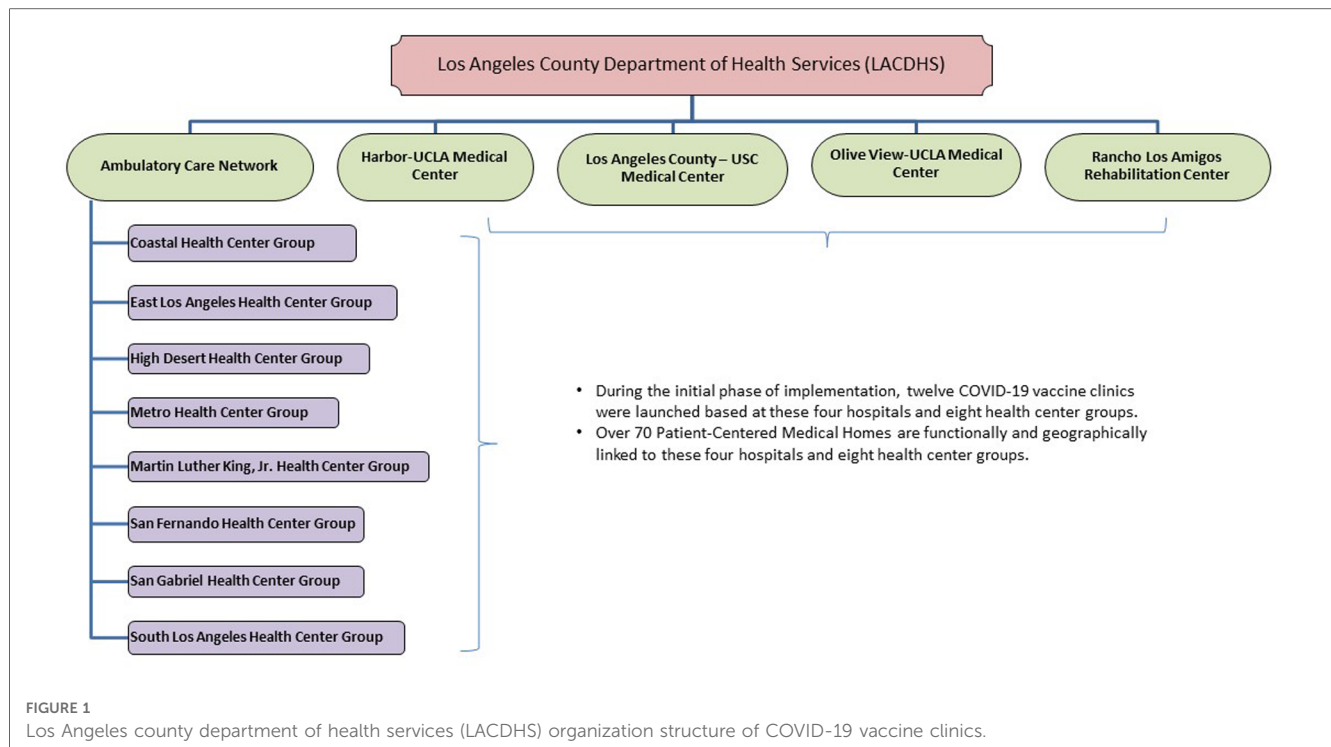 Los Angeles County Department of Health Services (LACDHS)
Ambulatory Care Network
Harbor-UCLA Medical
Center
Los Angeles County – USC
Medical Center
Olive View-UCLA Medical
Center
Rancho Los Amigos
Rehabilitation Center
Coastal Health Center Group
East Los Angeles Health Center Group
High Desert Health Center Group
Metro Health Center Group
Martin Luther King, Jr. Health Center Group
San Fernando Health Center Group
San Gabriel Health Center Group
South Los Angeles Health Center Group
• During the initial phase of implementation, twelve COVID-19 vaccine clinics
were launched based at these four hospitals and eight health center groups.
• Over 70 Patient-Centered Medical Homes are functionally and geographically
linked to these four hospitals and eight health center groups.
FIGURE 1
Los Angeles county department of health services (LACDHS) organization structure of COVID-19 vaccine clinics.